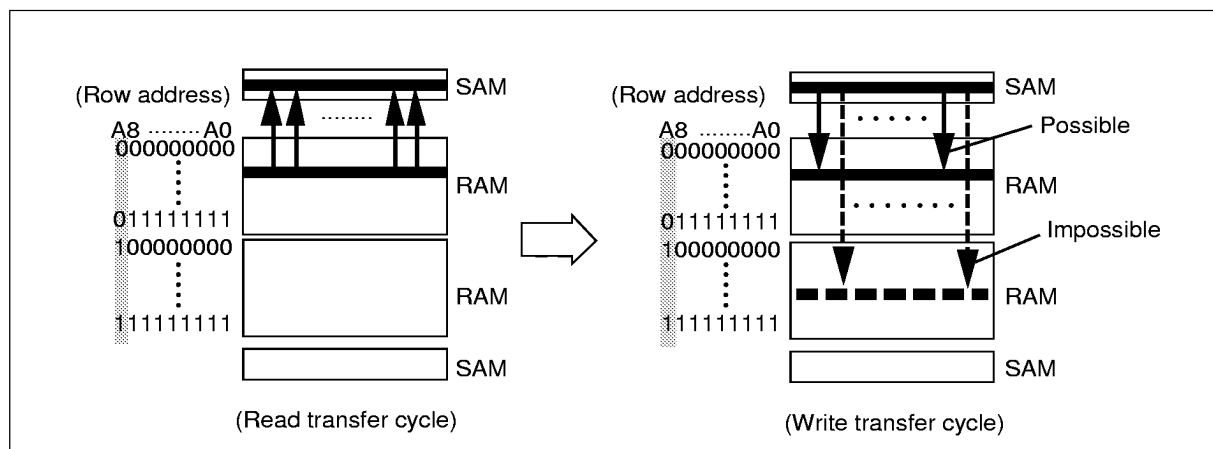 SAM
(Row address)
A8 ........ A0
000000000
RAM
011111111
100000000
RAM
111111111
SAM
(Read transfer cycle)
SAM
(Row address)
Possible
A8 ........ A0
000000000
RAM
011111111
Impossible
100000000
RAM
111111111
SAM
(Write transfer cycle)